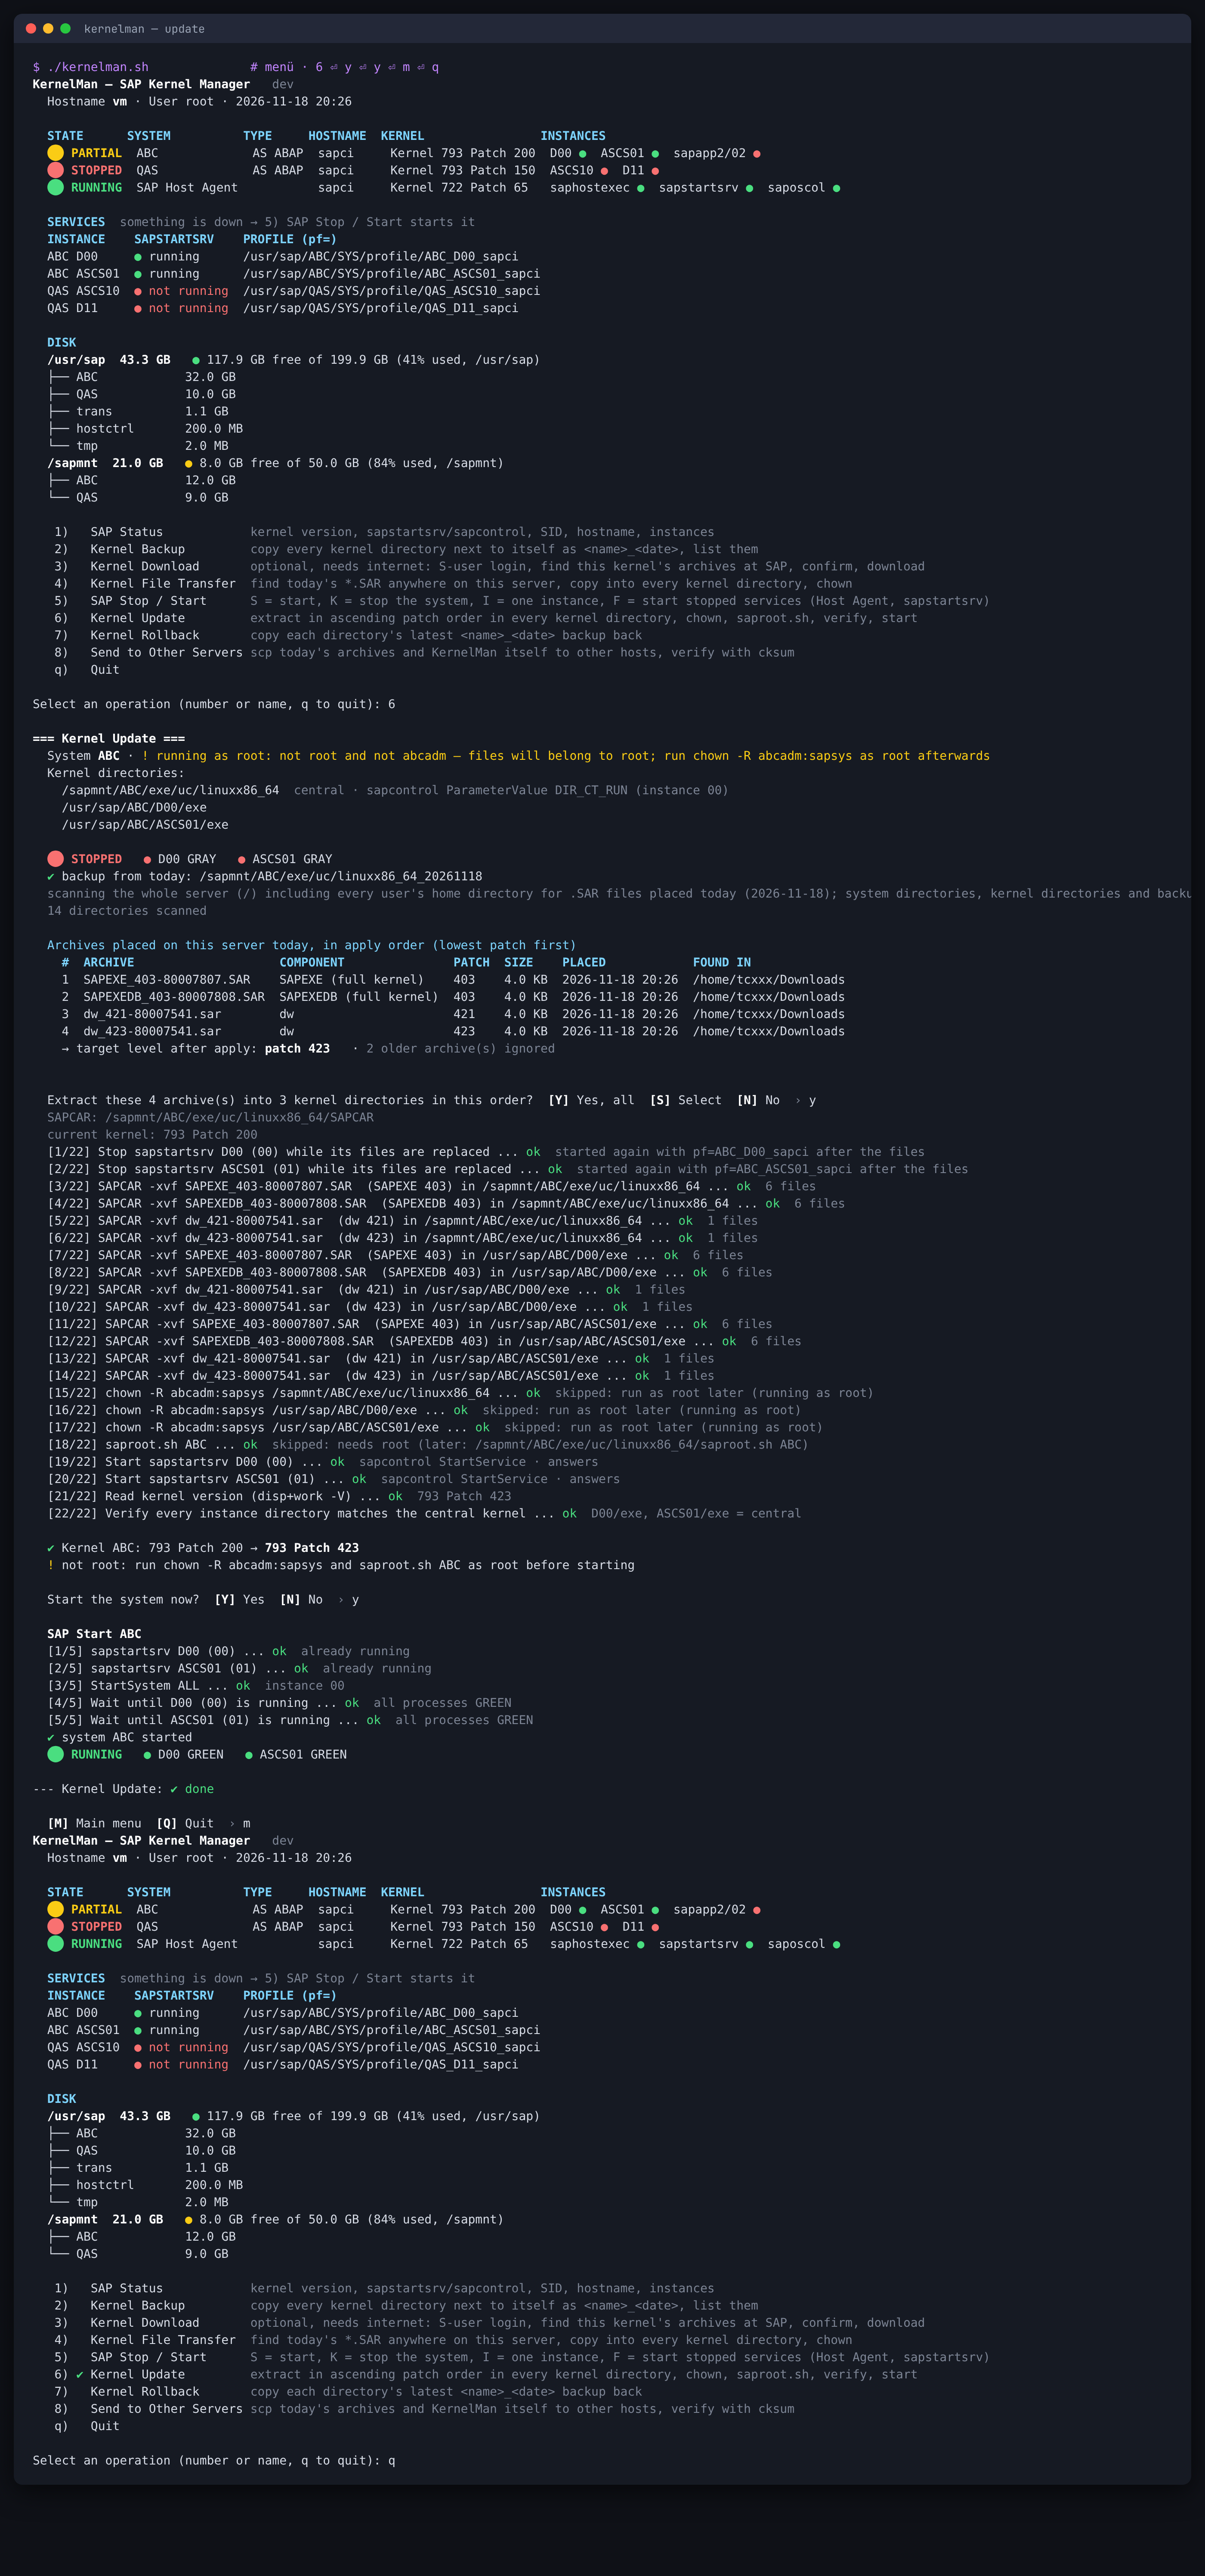 kernelman — update
$ ./kernelman.sh              # menü · 6 ⏎ y ⏎ y ⏎ m ⏎ q
KernelMan — SAP Kernel Manager   dev
  Hostname vm · User root · 2026-11-18 20:26

  STATE      SYSTEM          TYPE     HOSTNAME  KERNEL                INSTANCES
  ⬤ PARTIAL  ABC             AS ABAP  sapci     Kernel 793 Patch 200  D00 ●  ASCS01 ●  sapapp2/02 ●
  ⬤ STOPPED  QAS             AS ABAP  sapci     Kernel 793 Patch 150  ASCS10 ●  D11 ●
  ⬤ RUNNING  SAP Host Agent           sapci     Kernel 722 Patch 65   saphostexec ●  sapstartsrv ●  saposcol ●

  SERVICES  something is down → 5) SAP Stop / Start starts it
  INSTANCE    SAPSTARTSRV    PROFILE (pf=)
  ABC D00     ● running      /usr/sap/ABC/SYS/profile/ABC_D00_sapci
  ABC ASCS01  ● running      /usr/sap/ABC/SYS/profile/ABC_ASCS01_sapci
  QAS ASCS10  ● not running  /usr/sap/QAS/SYS/profile/QAS_ASCS10_sapci
  QAS D11     ● not running  /usr/sap/QAS/SYS/profile/QAS_D11_sapci

  DISK
  /usr/sap  43.3 GB   ● 117.9 GB free of 199.9 GB (41% used, /usr/sap)
  ├── ABC            32.0 GB
  ├── QAS            10.0 GB
  ├── trans          1.1 GB
  ├── hostctrl       200.0 MB
  └── tmp            2.0 MB
  /sapmnt  21.0 GB   ● 8.0 GB free of 50.0 GB (84% used, /sapmnt)
  ├── ABC            12.0 GB
  └── QAS            9.0 GB

   1)   SAP Status            kernel version, sapstartsrv/sapcontrol, SID, hostname, instances
   2)   Kernel Backup         copy every kernel directory next to itself as <name>_<date>, list them
   3)   Kernel Download       optional, needs internet: S-user login, find this kernel's archives at SAP, confirm, download
   4)   Kernel File Transfer  find today's *.SAR anywhere on this server, copy into every kernel directory, chown
   5)   SAP Stop / Start      S = start, K = stop the system, I = one instance, F = start stopped services (Host Agent, sapstartsrv)
   6)   Kernel Update         extract in ascending patch order in every kernel directory, chown, saproot.sh, verify, start
   7)   Kernel Rollback       copy each directory's latest <name>_<date> backup back
   8)   Send to Other Servers scp today's archives and KernelMan itself to other hosts, verify with cksum
   q)   Quit

Select an operation (number or name, q to quit): 6

=== Kernel Update ===
  System ABC · ! running as root: not root and not abcadm — files will belong to root; run chown -R abcadm:sapsys as root afterwards
  Kernel directories:
    /sapmnt/ABC/exe/uc/linuxx86_64  central · sapcontrol ParameterValue DIR_CT_RUN (instance 00)
    /usr/sap/ABC/D00/exe
    /usr/sap/ABC/ASCS01/exe

  ⬤ STOPPED   ● D00 GRAY   ● ASCS01 GRAY
  ✔ backup from today: /sapmnt/ABC/exe/uc/linuxx86_64_20261118
  scanning the whole server (/) including every user's home directory for .SAR files placed today (2026-11-18); system directories, kernel directories and backu
  14 directories scanned

  Archives placed on this server today, in apply order (lowest patch first)
    #  ARCHIVE                    COMPONENT               PATCH  SIZE    PLACED            FOUND IN
    1  SAPEXE_403-80007807.SAR    SAPEXE (full kernel)    403    4.0 KB  2026-11-18 20:26  /home/tcxxx/Downloads
    2  SAPEXEDB_403-80007808.SAR  SAPEXEDB (full kernel)  403    4.0 KB  2026-11-18 20:26  /home/tcxxx/Downloads
    3  dw_421-80007541.sar        dw                      421    4.0 KB  2026-11-18 20:26  /home/tcxxx/Downloads
    4  dw_423-80007541.sar        dw                      423    4.0 KB  2026-11-18 20:26  /home/tcxxx/Downloads
    → target level after apply: patch 423   · 2 older archive(s) ignored

  Extract these 4 archive(s) into 3 kernel directories in this order?  [Y] Yes, all  [S] Select  [N] No  › y
  SAPCAR: /sapmnt/ABC/exe/uc/linuxx86_64/SAPCAR
  current kernel: 793 Patch 200
  [1/22] Stop sapstartsrv D00 (00) while its files are replaced ... ok  started again with pf=ABC_D00_sapci after the files
  [2/22] Stop sapstartsrv ASCS01 (01) while its files are replaced ... ok  started again with pf=ABC_ASCS01_sapci after the files
  [3/22] SAPCAR -xvf SAPEXE_403-80007807.SAR  (SAPEXE 403) in /sapmnt/ABC/exe/uc/linuxx86_64 ... ok  6 files
  [4/22] SAPCAR -xvf SAPEXEDB_403-80007808.SAR  (SAPEXEDB 403) in /sapmnt/ABC/exe/uc/linuxx86_64 ... ok  6 files
  [5/22] SAPCAR -xvf dw_421-80007541.sar  (dw 421) in /sapmnt/ABC/exe/uc/linuxx86_64 ... ok  1 files
  [6/22] SAPCAR -xvf dw_423-80007541.sar  (dw 423) in /sapmnt/ABC/exe/uc/linuxx86_64 ... ok  1 files
  [7/22] SAPCAR -xvf SAPEXE_403-80007807.SAR  (SAPEXE 403) in /usr/sap/ABC/D00/exe ... ok  6 files
  [8/22] SAPCAR -xvf SAPEXEDB_403-80007808.SAR  (SAPEXEDB 403) in /usr/sap/ABC/D00/exe ... ok  6 files
  [9/22] SAPCAR -xvf dw_421-80007541.sar  (dw 421) in /usr/sap/ABC/D00/exe ... ok  1 files
  [10/22] SAPCAR -xvf dw_423-80007541.sar  (dw 423) in /usr/sap/ABC/D00/exe ... ok  1 files
  [11/22] SAPCAR -xvf SAPEXE_403-80007807.SAR  (SAPEXE 403) in /usr/sap/ABC/ASCS01/exe ... ok  6 files
  [12/22] SAPCAR -xvf SAPEXEDB_403-80007808.SAR  (SAPEXEDB 403) in /usr/sap/ABC/ASCS01/exe ... ok  6 files
  [13/22] SAPCAR -xvf dw_421-80007541.sar  (dw 421) in /usr/sap/ABC/ASCS01/exe ... ok  1 files
  [14/22] SAPCAR -xvf dw_423-80007541.sar  (dw 423) in /usr/sap/ABC/ASCS01/exe ... ok  1 files
  [15/22] chown -R abcadm:sapsys /sapmnt/ABC/exe/uc/linuxx86_64 ... ok  skipped: run as root later (running as root)
  [16/22] chown -R abcadm:sapsys /usr/sap/ABC/D00/exe ... ok  skipped: run as root later (running as root)
  [17/22] chown -R abcadm:sapsys /usr/sap/ABC/ASCS01/exe ... ok  skipped: run as root later (running as root)
  [18/22] saproot.sh ABC ... ok  skipped: needs root (later: /sapmnt/ABC/exe/uc/linuxx86_64/saproot.sh ABC)
  [19/22] Start sapstartsrv D00 (00) ... ok  sapcontrol StartService · answers
  [20/22] Start sapstartsrv ASCS01 (01) ... ok  sapcontrol StartService · answers
  [21/22] Read kernel version (disp+work -V) ... ok  793 Patch 423
  [22/22] Verify every instance directory matches the central kernel ... ok  D00/exe, ASCS01/exe = central

  ✔ Kernel ABC: 793 Patch 200 → 793 Patch 423
  ! not root: run chown -R abcadm:sapsys and saproot.sh ABC as root before starting

  Start the system now?  [Y] Yes  [N] No  › y

  SAP Start ABC
  [1/5] sapstartsrv D00 (00) ... ok  already running
  [2/5] sapstartsrv ASCS01 (01) ... ok  already running
  [3/5] StartSystem ALL ... ok  instance 00
  [4/5] Wait until D00 (00) is running ... ok  all processes GREEN
  [5/5] Wait until ASCS01 (01) is running ... ok  all processes GREEN
  ✔ system ABC started
  ⬤ RUNNING   ● D00 GREEN   ● ASCS01 GREEN

--- Kernel Update: ✔ done

  [M] Main menu  [Q] Quit  › m
KernelMan — SAP Kernel Manager   dev
  Hostname vm · User root · 2026-11-18 20:26

  STATE      SYSTEM          TYPE     HOSTNAME  KERNEL                INSTANCES
  ⬤ PARTIAL  ABC             AS ABAP  sapci     Kernel 793 Patch 200  D00 ●  ASCS01 ●  sapapp2/02 ●
  ⬤ STOPPED  QAS             AS ABAP  sapci     Kernel 793 Patch 150  ASCS10 ●  D11 ●
  ⬤ RUNNING  SAP Host Agent           sapci     Kernel 722 Patch 65   saphostexec ●  sapstartsrv ●  saposcol ●

  SERVICES  something is down → 5) SAP Stop / Start starts it
  INSTANCE    SAPSTARTSRV    PROFILE (pf=)
  ABC D00     ● running      /usr/sap/ABC/SYS/profile/ABC_D00_sapci
  ABC ASCS01  ● running      /usr/sap/ABC/SYS/profile/ABC_ASCS01_sapci
  QAS ASCS10  ● not running  /usr/sap/QAS/SYS/profile/QAS_ASCS10_sapci
  QAS D11     ● not running  /usr/sap/QAS/SYS/profile/QAS_D11_sapci

  DISK
  /usr/sap  43.3 GB   ● 117.9 GB free of 199.9 GB (41% used, /usr/sap)
  ├── ABC            32.0 GB
  ├── QAS            10.0 GB
  ├── trans          1.1 GB
  ├── hostctrl       200.0 MB
  └── tmp            2.0 MB
  /sapmnt  21.0 GB   ● 8.0 GB free of 50.0 GB (84% used, /sapmnt)
  ├── ABC            12.0 GB
  └── QAS            9.0 GB

   1)   SAP Status            kernel version, sapstartsrv/sapcontrol, SID, hostname, instances
   2)   Kernel Backup         copy every kernel directory next to itself as <name>_<date>, list them
   3)   Kernel Download       optional, needs internet: S-user login, find this kernel's archives at SAP, confirm, download
   4)   Kernel File Transfer  find today's *.SAR anywhere on this server, copy into every kernel directory, chown
   5)   SAP Stop / Start      S = start, K = stop the system, I = one instance, F = start stopped services (Host Agent, sapstartsrv)
   6) ✔ Kernel Update         extract in ascending patch order in every kernel directory, chown, saproot.sh, verify, start
   7)   Kernel Rollback       copy each directory's latest <name>_<date> backup back
   8)   Send to Other Servers scp today's archives and KernelMan itself to other hosts, verify with cksum
   q)   Quit

Select an operation (number or name, q to quit): q